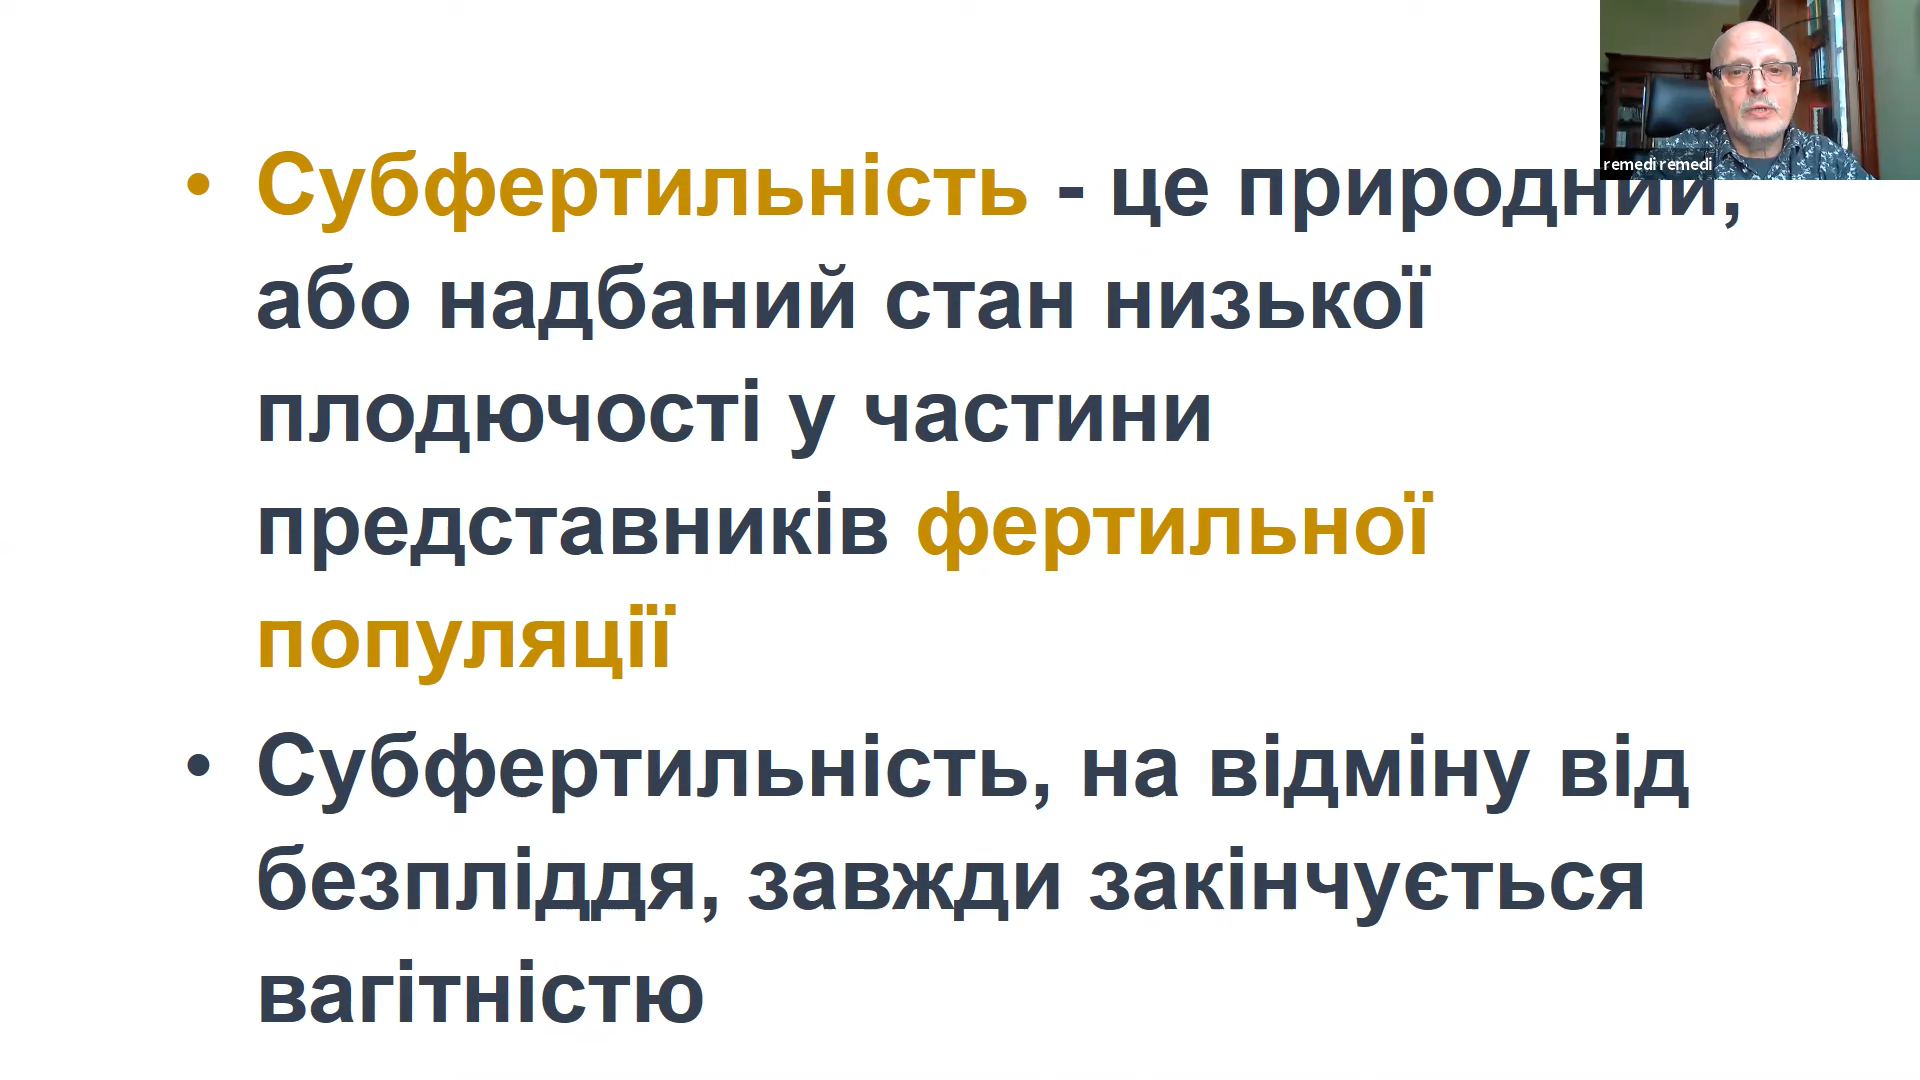 remedi remedi
• Субфертильність - це природний,
або надбаний стан низької
плодючості у частини
представників фертильної
популяції
• Субфертильність, на відміну від
безпліддя, завжди закінчується
вагітністю